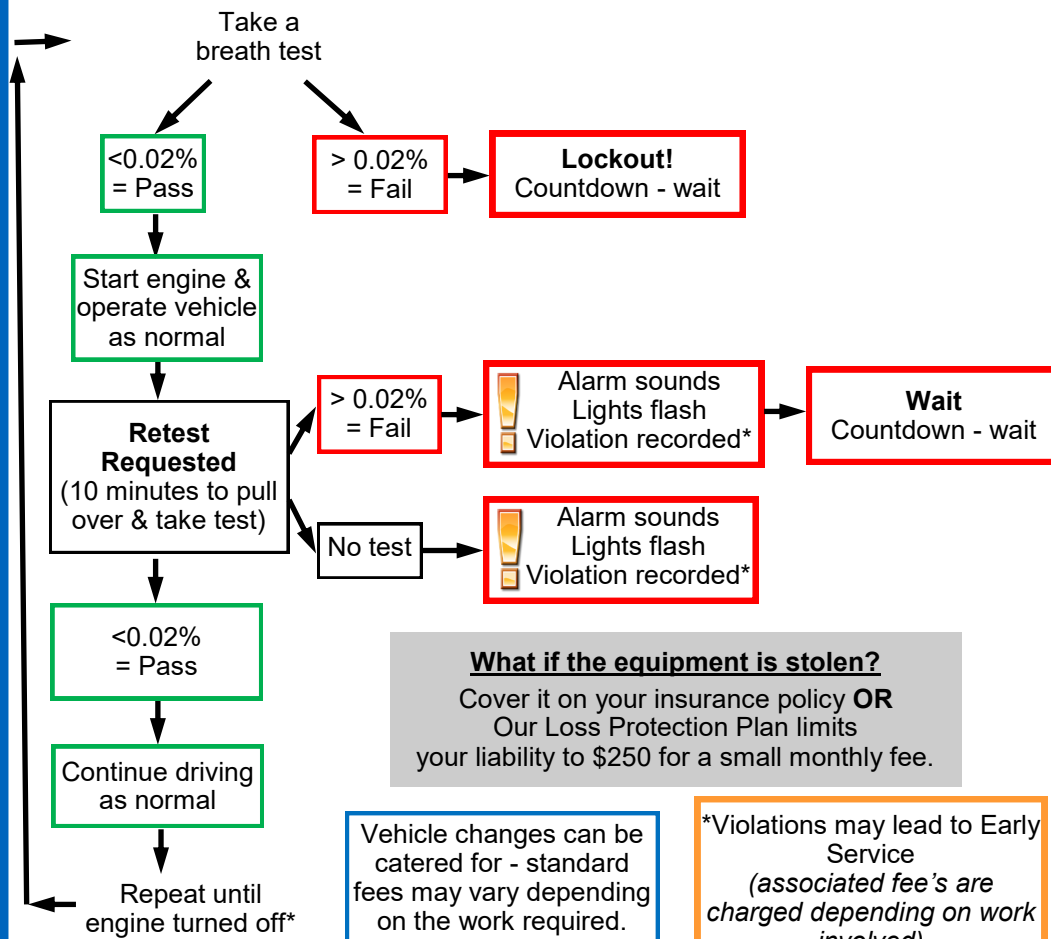 Take a
breath test
<0.02%
= Pass
> 0.02%
= Fail
Lockout!
Countdown - wait
Start engine &
operate vehicle
as normal
Retest
Requested
(10 minutes to pull
over & take test)
> 0.02%
= Fail
Alarm sounds
Lights flash
Violation recorded*
Wait
Countdown - wait
No test
Alarm sounds
Lights flash
Violation recorded*
<0.02%
= Pass
What if the equipment is stolen?
Cover it on your insurance policy OR
Our Loss Protection Plan limits
your liability to $250 for a small monthly fee.
Continue driving
as normal
Repeat until
engine turned off*
Vehicle changes can be
catered for - standard
fees may vary depending
on the work required.
*Violations may lead to Early
Service
(associated fee's are
charged depending on work
involved)